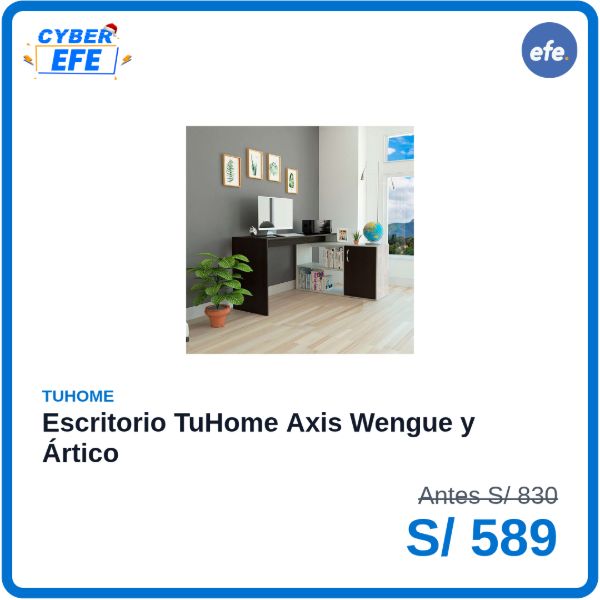 CYBER
EFE
efe.
TUHOME
Escritorio TuHome Axis Wengue y
Ártico
Antes S/ 830
S/ 589